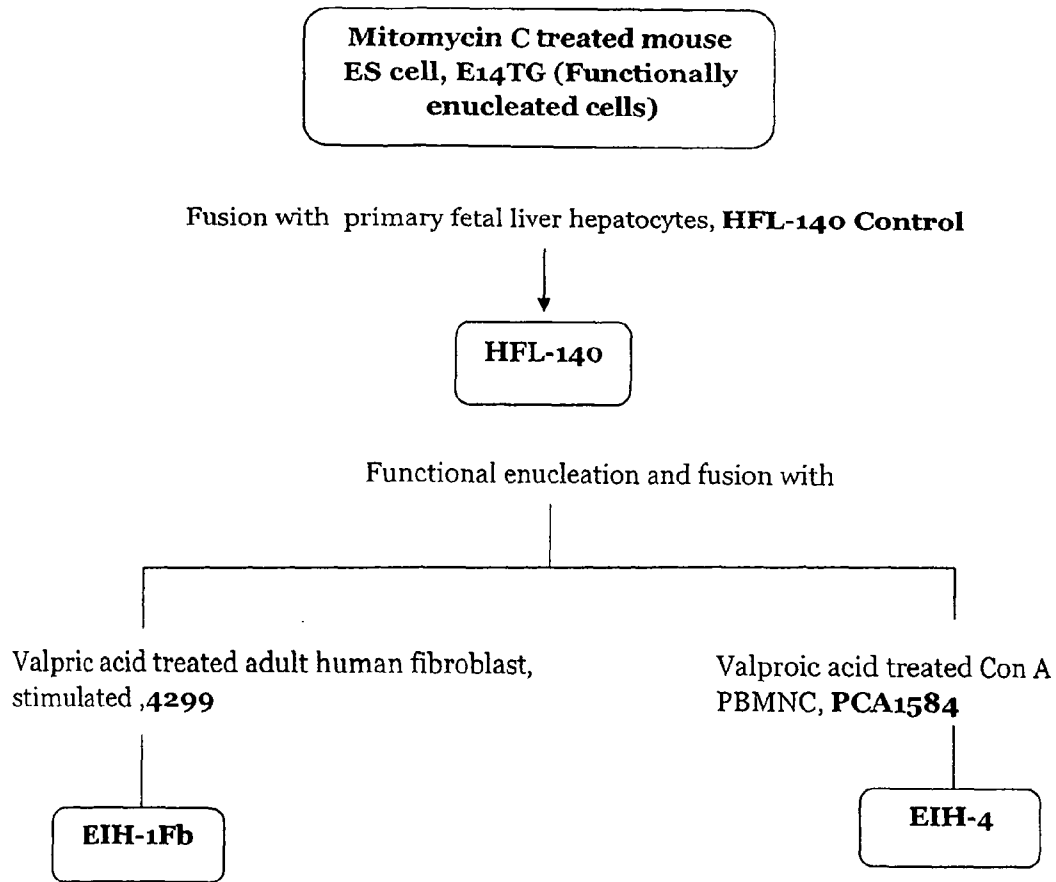 Mitomycin C treated mouse
ES cell, E14TG (Functionally
enucleated cells)
Fusion with primary fetal liver hepatocytes, HFL-140 Control
HFL-140
Functional enucleation and fusion with
Valpric acid treated adult human fibroblast,
stimulated ,4299
Valproic acid treated Con A
PBMNC, PCA1584
EIH-1Fb
EIH-4